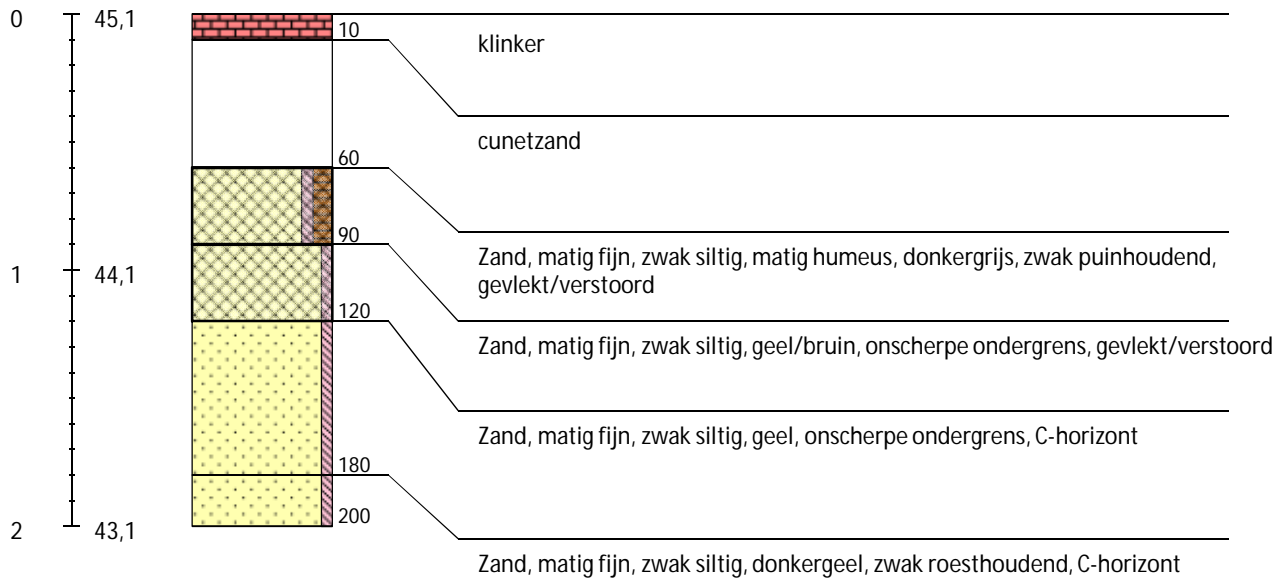 0 45,1
10
klinker
cunetzand
60
Zand, matig fijn, zwak siltig, matig humeus, donkergrijs, zwak puinhoudend,
gevlekt/verstoord
90
1 44,1
120
Zand, matig fijn, zwak siltig, geel/bruin, onscherpe ondergrens, gevlekt/verstoord
Zand, matig fijn, zwak siltig, geel, onscherpe ondergrens, C-horizont
180
200
2 43,1
Zand, matig fijn, zwak siltig, donkergeel, zwak roesthoudend, C-horizont